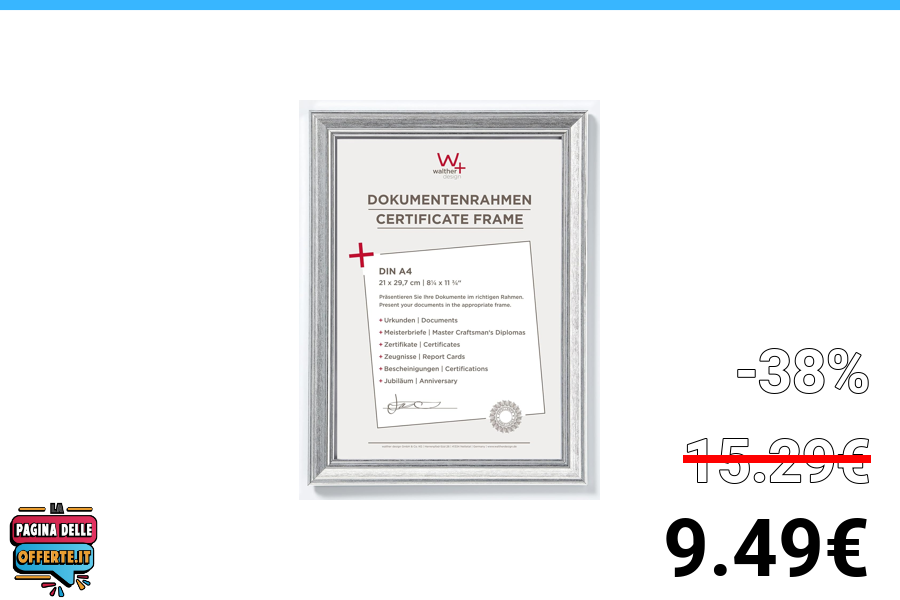 W+
walther
design
DOKUMENTENRAHMEN
CERTIFICATE FRAME
DIN A4
21 x 29,7 cm | 8¼ x 11 ¾"
Präsentieren Sie Ihre Dokumente im richtigen Rahmen.
Present your documents in the appropriate frame.
+ Urkunden | Documents
+ Meisterbriefe | Master Craftsman's Diplomas
+ Zertifikate | Certificates
+ Zeugnisse | Report Cards
+ Bescheinigungen | Certifications
+ Jubiläum | Anniversary
-38%
15.29€
9.49€
LA
PAGINA DELLE
OFFERTE.IT